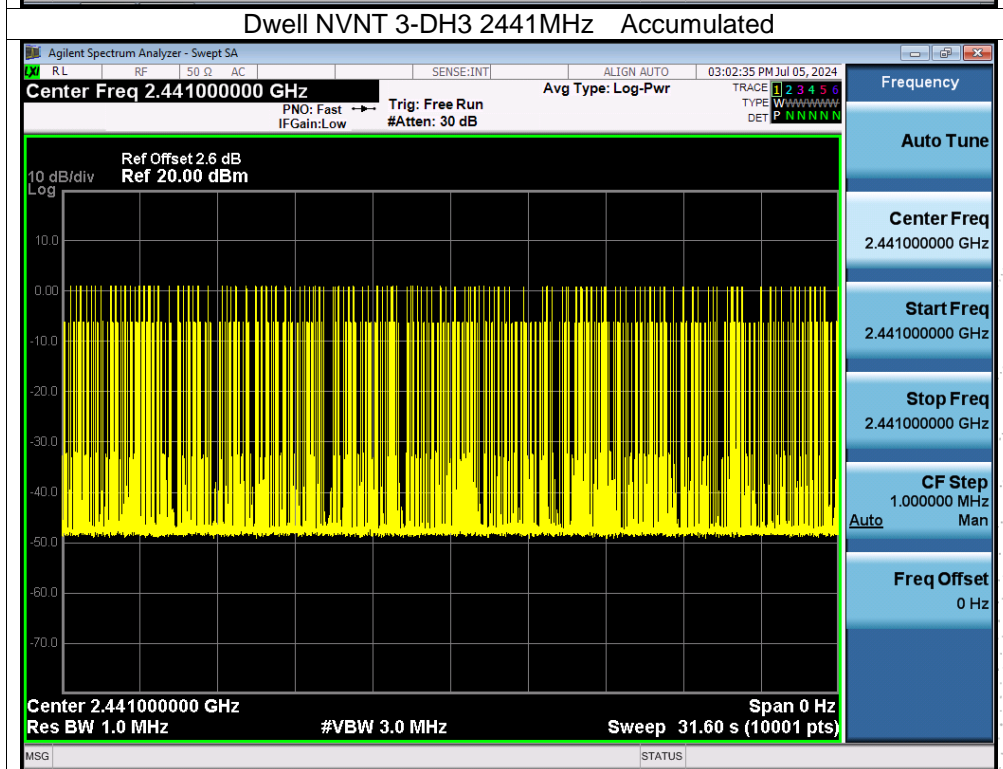 Dwell NVNT 3-DH3 2441MHz Accumulated
Agilent Spectrum Analyzer - Swept SA
LXI RL RF 50 Ω AC SENSE:INT ALIGN AUTO 03:02:35 PM Jul 05, 2024
Center Freq 2.441000000 GHz
PNO: Fast
IFGain:Low
Trig: Free Run
#Atten: 30 dB
Avg Type: Log-Pwr
TRACE 1 2 3 4 5 6
TYPE WWWWWWW
DET P N N N N N
Ref Offset 2.6 dB
10 dB/div Ref 20.00 dBm
Log
10.0
0.00
-10.0
-20.0
-30.0
-40.0
-50.0
-60.0
-70.0
Center 2.441000000 GHz Span 0 Hz
Res BW 1.0 MHz #VBW 3.0 MHz Sweep 31.60 s (10001 pts)
MSG STATUS
Frequency
Auto Tune
Center Freq
2.441000000 GHz
Start Freq
2.441000000 GHz
Stop Freq
2.441000000 GHz
CF Step
1.000000 MHz
Auto Man
Freq Offset
0 Hz